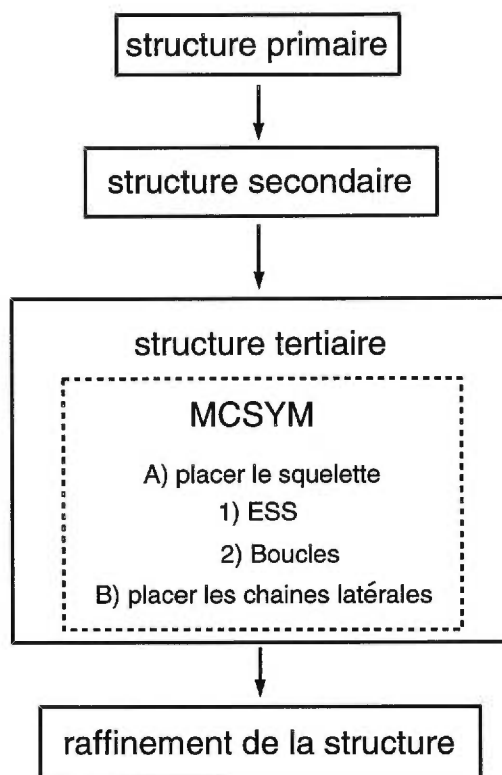 structure primaire
structure secondaire
structure tertiaire
MCSYM
A) placer le squelette
1) ESS
2) Boucles
B) placer les chaines latérales
raffinement de la structure